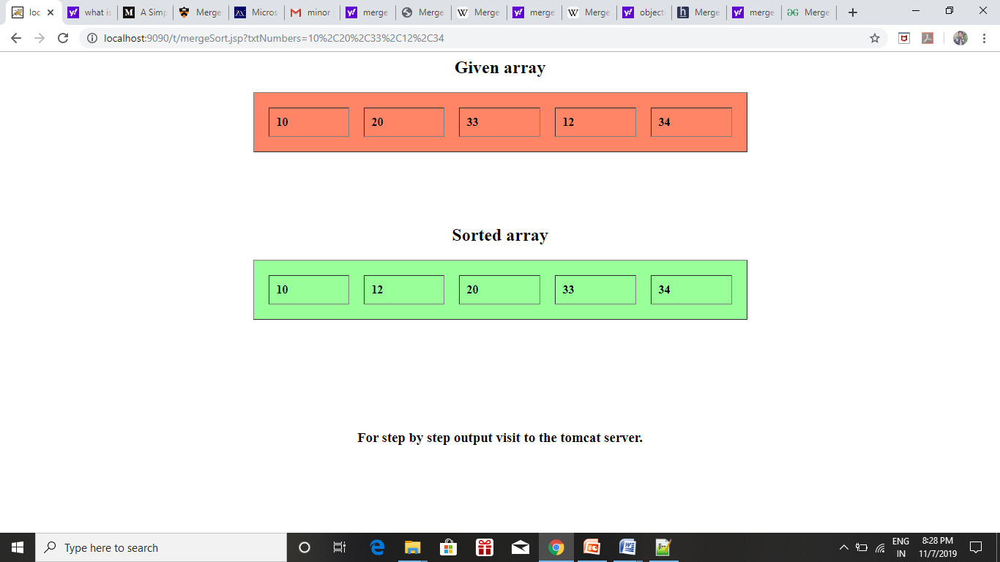 loc what is A Simp Merge Micros minor merge Merge Merge merge Merge object Merge merge Merge
localhost:9090/t/mergeSort.jsp?txtNumbers=10%2C20%2C33%2C12%2C34
Given array
10 20 33 12 34
Sorted array
10 12 20 33 34
For step by step output visit to the tomcat server.
Type here to search
ENG 8:28 PM
IN 11/7/2019